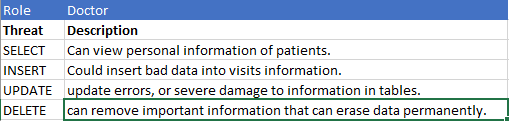 Role Doctor
Threat Description
SELECT Can view personal information of patients.
INSERT Could insert bad data into visits information.
UPDATE update errors, or severe damage to information in tables.
DELETE can remove important information that can erase data permanently.